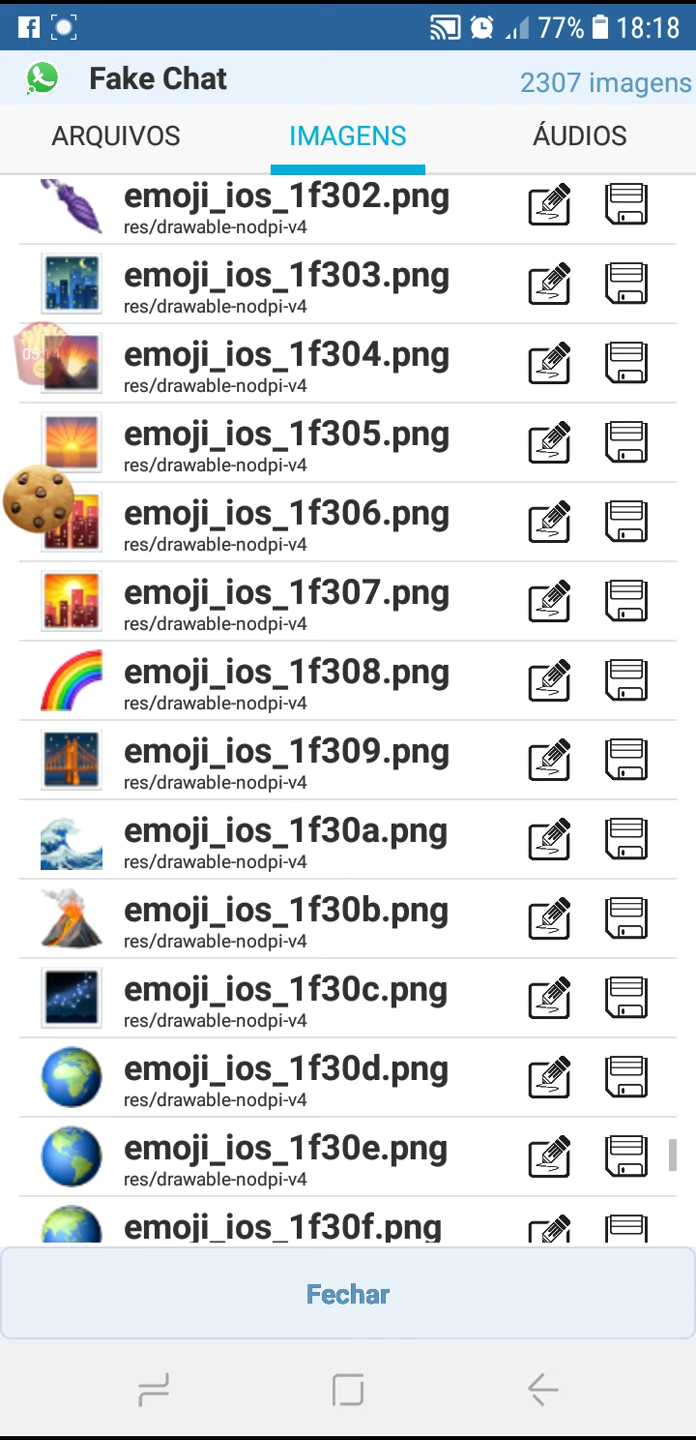 77% 18:18
Fake Chat
2307 imagens
ARQUIVOS IMAGENS ÁUDIOS
emoji_ios_1f302.png
res/drawable-nodpi-v4
emoji_ios_1f303.png
res/drawable-nodpi-v4
emoji_ios_1f304.png
res/drawable-nodpi-v4
emoji_ios_1f305.png
res/drawable-nodpi-v4
emoji_ios_1f306.png
res/drawable-nodpi-v4
emoji_ios_1f307.png
res/drawable-nodpi-v4
emoji_ios_1f308.png
res/drawable-nodpi-v4
emoji_ios_1f309.png
res/drawable-nodpi-v4
emoji_ios_1f30a.png
res/drawable-nodpi-v4
emoji_ios_1f30b.png
res/drawable-nodpi-v4
emoji_ios_1f30c.png
res/drawable-nodpi-v4
emoji_ios_1f30d.png
res/drawable-nodpi-v4
emoji_ios_1f30e.png
res/drawable-nodpi-v4
emoji_ios_1f30f.png
Fechar